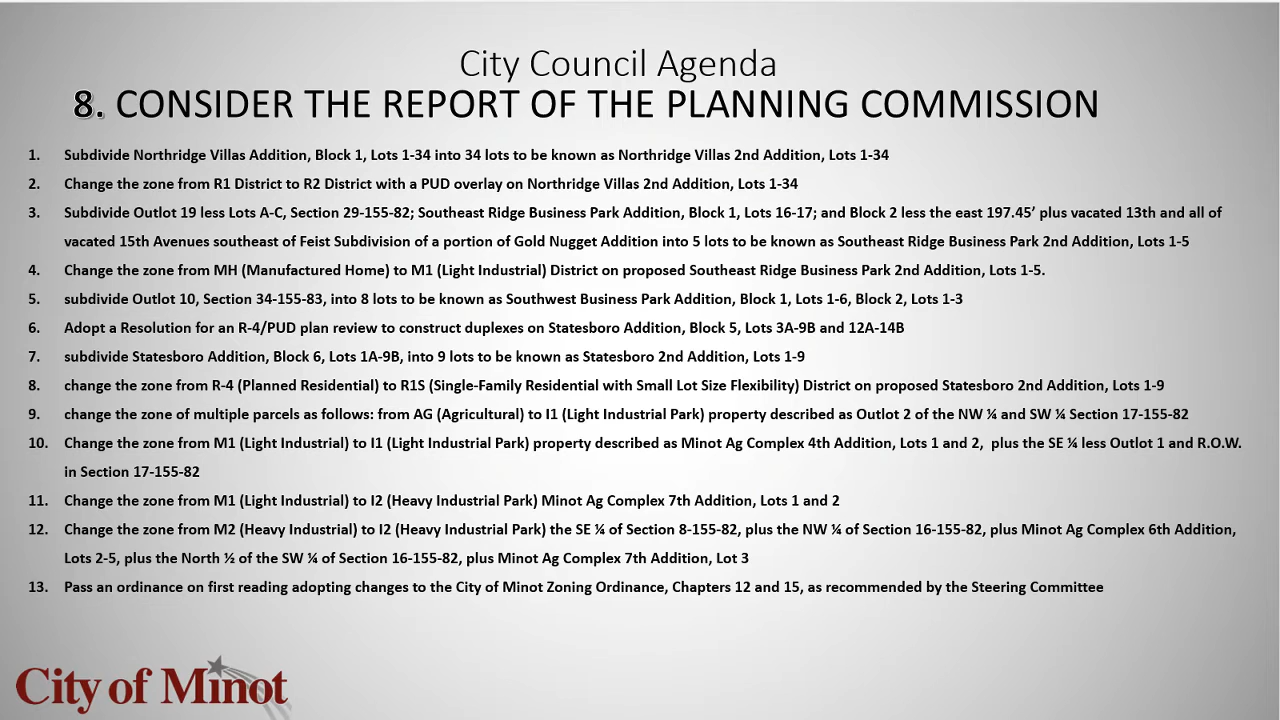 City Council Agenda
8. CONSIDER THE REPORT OF THE PLANNING COMMISSION
1. Subdivide Northridge Villas Addition, Block 1, Lots 1-34 into 34 lots to be known as Northridge Villas 2nd Addition, Lots 1-34
2. Change the zone from R1 District to R2 District with a PUD overlay on Northridge Villas 2nd Addition, Lots 1-34
3. Subdivide Outlot 19 less Lots A-C, Section 29-155-82; Southeast Ridge Business Park Addition, Block 1, Lots 16-17; and Block 2 less the east 197.45’ plus vacated 13th and all of
vacated 15th Avenues southeast of Feist Subdivision of a portion of Gold Nugget Addition into 5 lots to be known as Southeast Ridge Business Park 2nd Addition, Lots 1-5
4. Change the zone from MH (Manufactured Home) to M1 (Light Industrial) District on proposed Southeast Ridge Business Park 2nd Addition, Lots 1-5.
5. subdivide Outlot 10, Section 34-155-83, into 8 lots to be known as Southwest Business Park Addition, Block 1, Lots 1-6, Block 2, Lots 1-3
6. Adopt a Resolution for an R-4/PUD plan review to construct duplexes on Statesboro Addition, Block 5, Lots 3A-9B and 12A-14B
7. subdivide Statesboro Addition, Block 6, Lots 1A-9B, into 9 lots to be known as Statesboro 2nd Addition, Lots 1-9
8. change the zone from R-4 (Planned Residential) to R1S (Single-Family Residential with Small Lot Size Flexibility) District on proposed Statesboro 2nd Addition, Lots 1-9
9. change the zone of multiple parcels as follows: from AG (Agricultural) to I1 (Light Industrial Park) property described as Outlot 2 of the NW ¼ and SW ¼ Section 17-155-82
10. Change the zone from M1 (Light Industrial) to I1 (Light Industrial Park) property described as Minot Ag Complex 4th Addition, Lots 1 and 2, plus the SE ¼ less Outlot 1 and R.O.W.
in Section 17-155-82
11. Change the zone from M1 (Light Industrial) to I2 (Heavy Industrial Park) Minot Ag Complex 7th Addition, Lots 1 and 2
12. Change the zone from M2 (Heavy Industrial) to I2 (Heavy Industrial Park) the SE ¼ of Section 8-155-82, plus the NW ¼ of Section 16-155-82, plus Minot Ag Complex 6th Addition,
Lots 2-5, plus the North ½ of the SW ¼ of Section 16-155-82, plus Minot Ag Complex 7th Addition, Lot 3
13. Pass an ordinance on first reading adopting changes to the City of Minot Zoning Ordinance, Chapters 12 and 15, as recommended by the Steering Committee
City of Minot